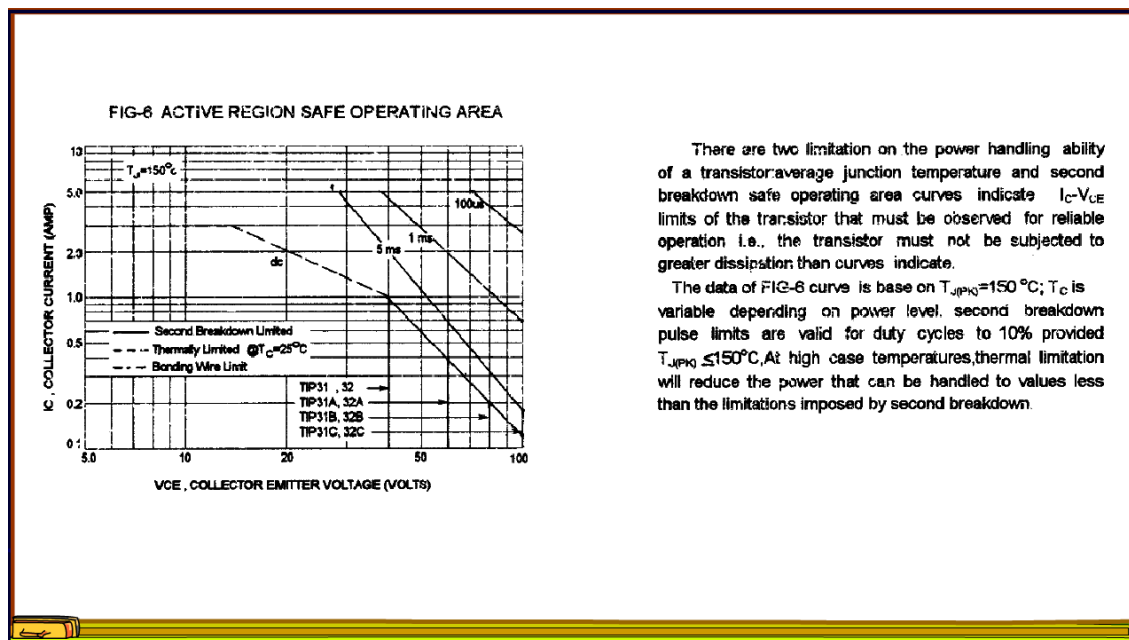 FIG-6 ACTIVE REGION SAFE OPERATING AREA
IC , COLLECTOR CURRENT (AMP)
10
5.0
2.0
1.0
0.5
0.2
0.1
TJ=150°C
100us
1 ms
5 ms
dc
Second Breakdown Limited
Thermally Limited @TC=25°C
Bonding Wire Limit
TIP31 , 32
TIP31A, 32A
TIP31B, 32B
TIP31C, 32C
5.0 10 20 50 100
VCE , COLLECTOR EMITTER VOLTAGE (VOLTS)
There are two limitation on the power handling ability
of a transistor:average junction temperature and second
breakdown safe operating area curves indicate IC-VCE
limits of the transistor that must be observed for reliable
operation i.e., the transistor must not be subjected to
greater dissipation than curves indicate.
The data of FIG-6 curve is base on TJ(PK)=150 °C; TC is
variable depending on power level. second breakdown
pulse limits are valid for duty cycles to 10% provided
TJ(PK) ≤150°C,At high case temperatures,thermal limitation
will reduce the power that can be handled to values less
than the limitations imposed by second breakdown.